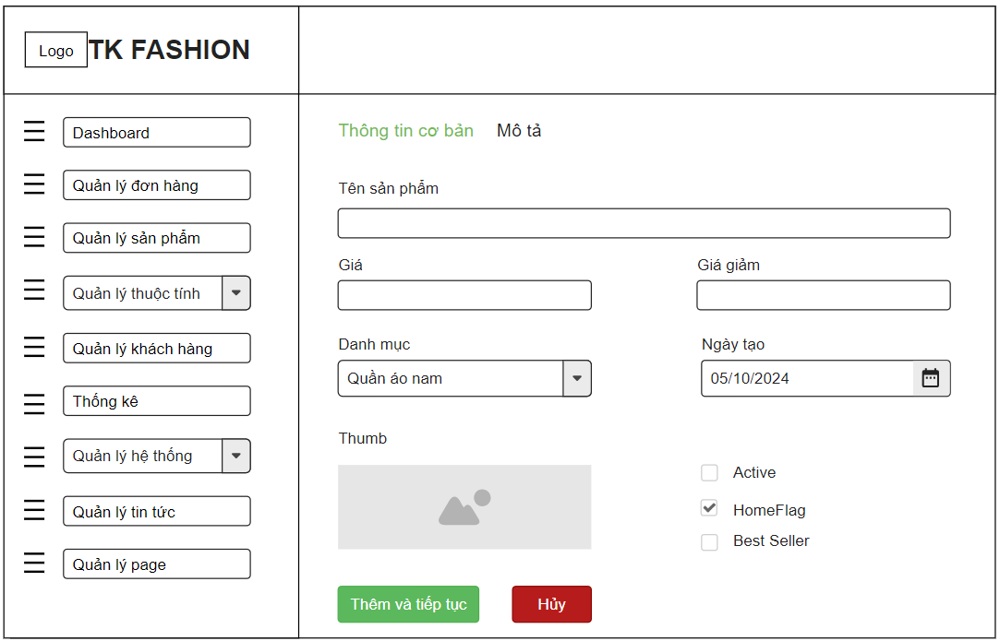 Logo TK FASHION
Dashboard
Quản lý đơn hàng
Quản lý sản phẩm
Quản lý thuộc tính
Quản lý khách hàng
Thống kê
Quản lý hệ thống
Quản lý tin tức
Quản lý page
Thông tin cơ bản Mô tả
Tên sản phẩm
Giá Giá giảm
Danh mục Ngày tạo
Quần áo nam 05/10/2024
Thumb
Active
HomeFlag
Best Seller
Thêm và tiếp tục Hủy